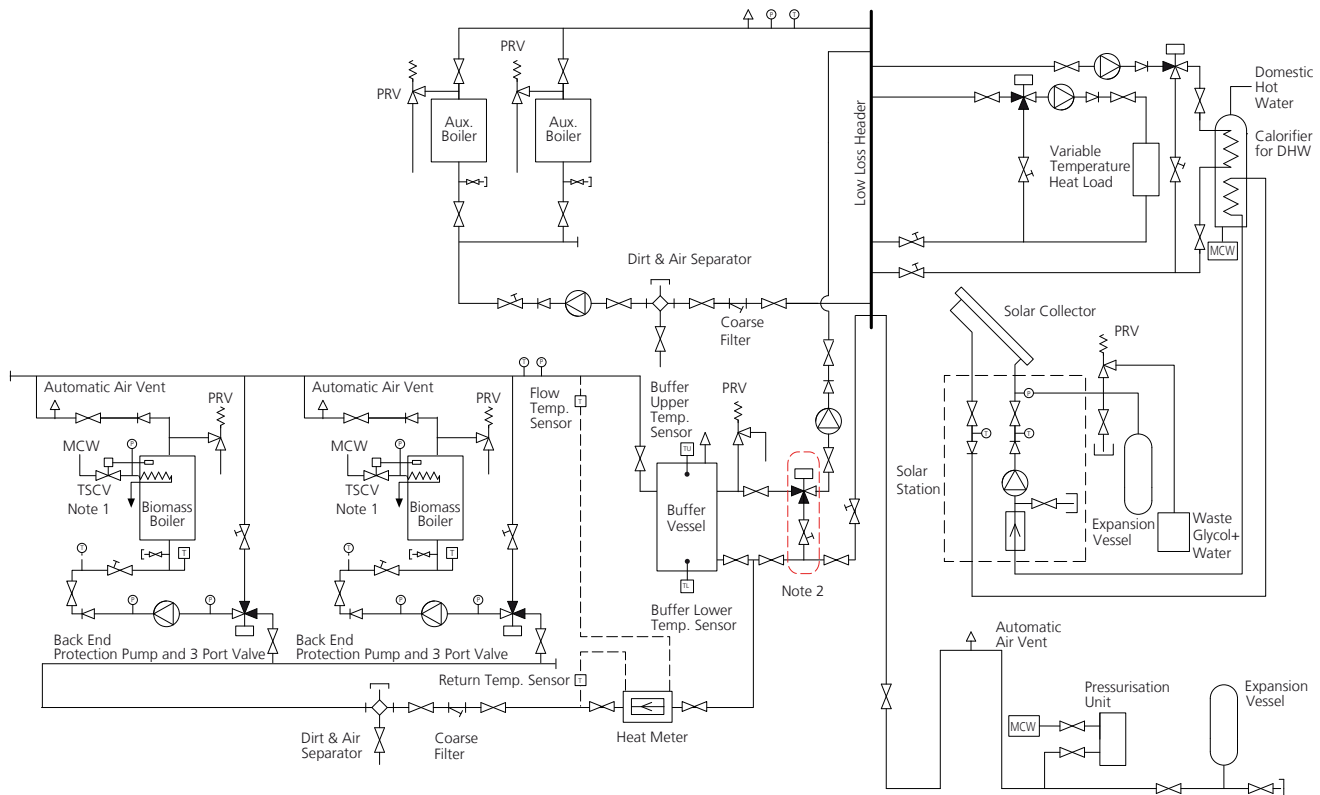 P
T
PRV
PRV
Aux.
Boiler
Aux.
Boiler
Low Loss Header
Domestic
Hot
Water
Calorifier
for DHW
Variable
Temperature
Heat Load
MCW
Dirt & Air Separator
Coarse
Filter
Solar Collector
PRV
P
T
T
Solar
Station
Expansion
Vessel
Waste
Glycol+
Water
T
P
Automatic Air Vent
PRV
MCW
P
TSCV
Note 1
Biomass
Boiler
T
T
P
P
Back End
Protection Pump and 3 Port Valve
Automatic Air Vent
PRV
MCW
P
TSCV
Note 1
Biomass
Boiler
T
T
P
P
Back End
Protection Pump and 3 Port Valve
Flow
Temp.
Sensor
T
Buffer
Upper
Temp.
Sensor
TU
PRV
Buffer
Vessel
TL
Buffer Lower
Temp. Sensor
Note 2
Return Temp. Sensor
T
Heat Meter
Dirt & Air
Separator
Coarse
Filter
Automatic
Air Vent
Pressurisation
Unit
MCW
Expansion
Vessel